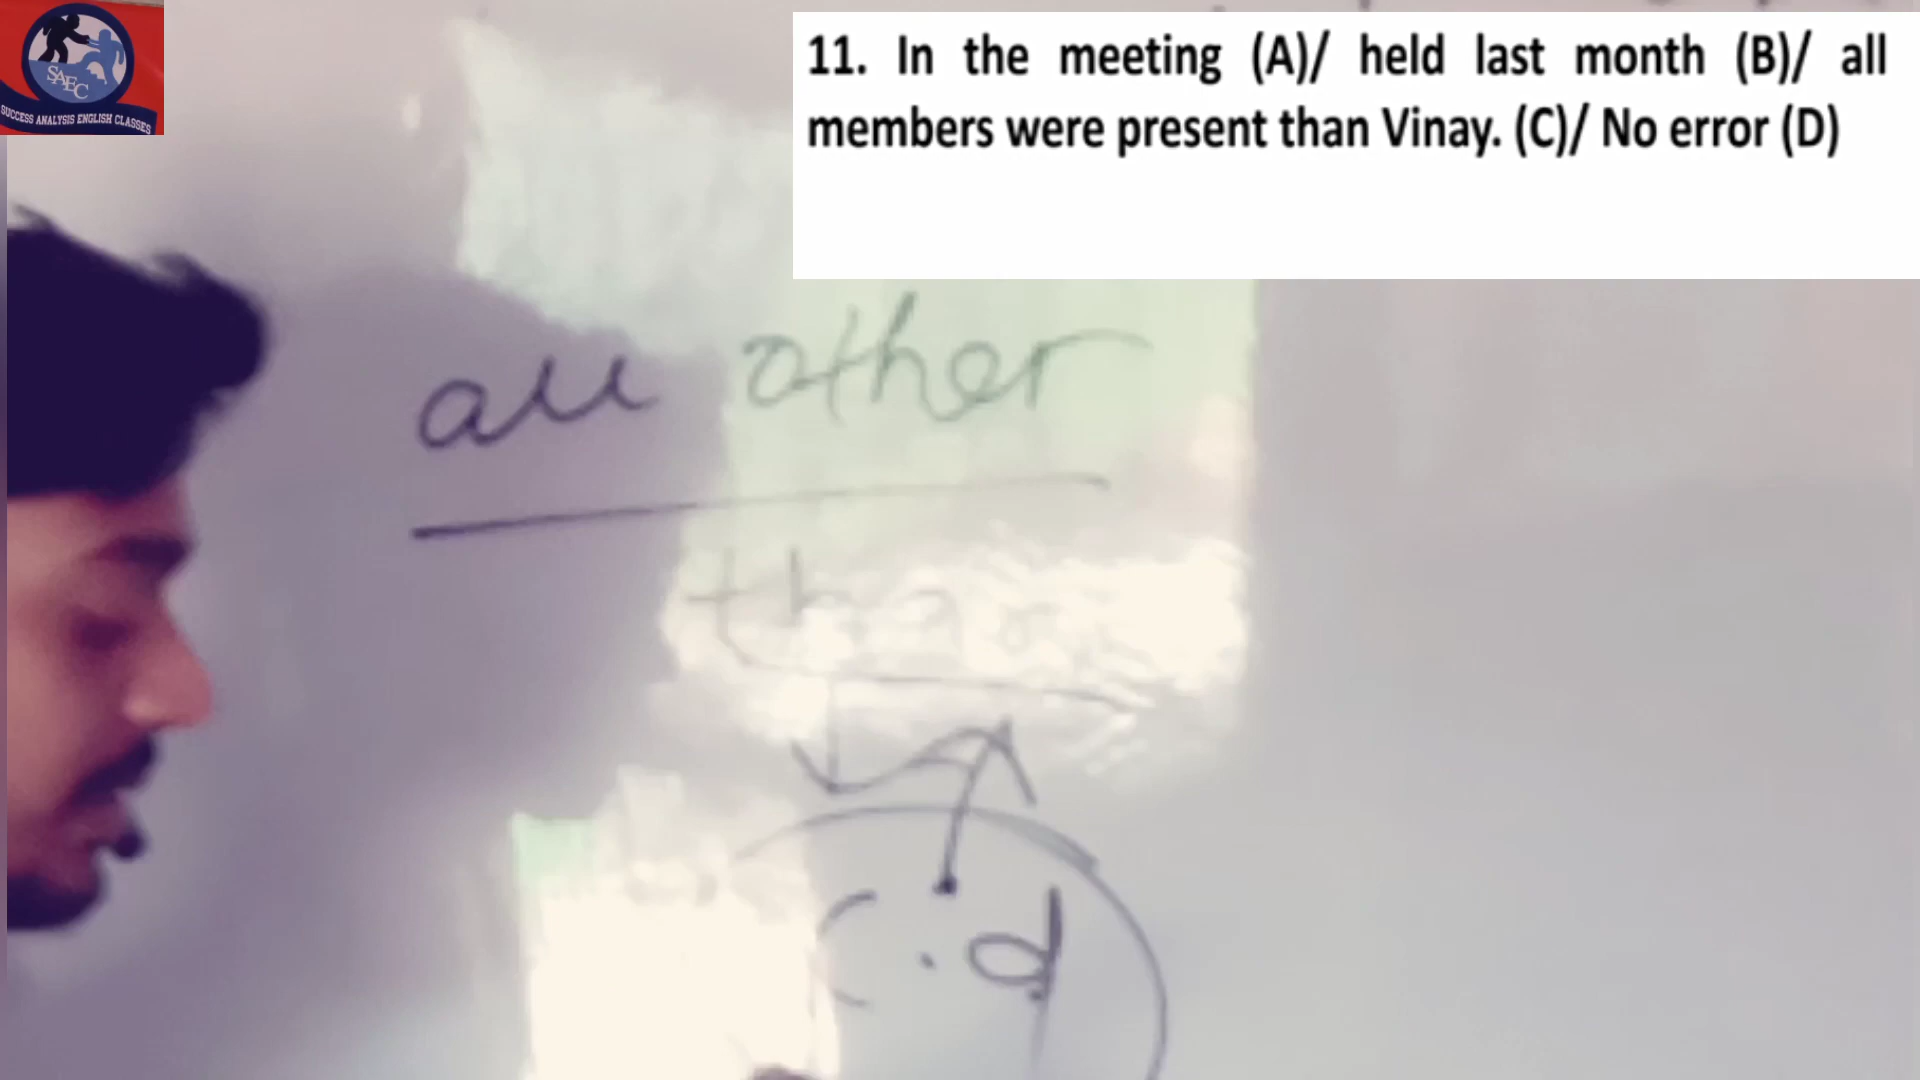 SAEC
SUCCESS ANALYSIS ENGLISH CLASSES
11. In the meeting (A)/ held last month (B)/ all
members were present than Vinay. (C)/ No error (D)
all other
than
C . d